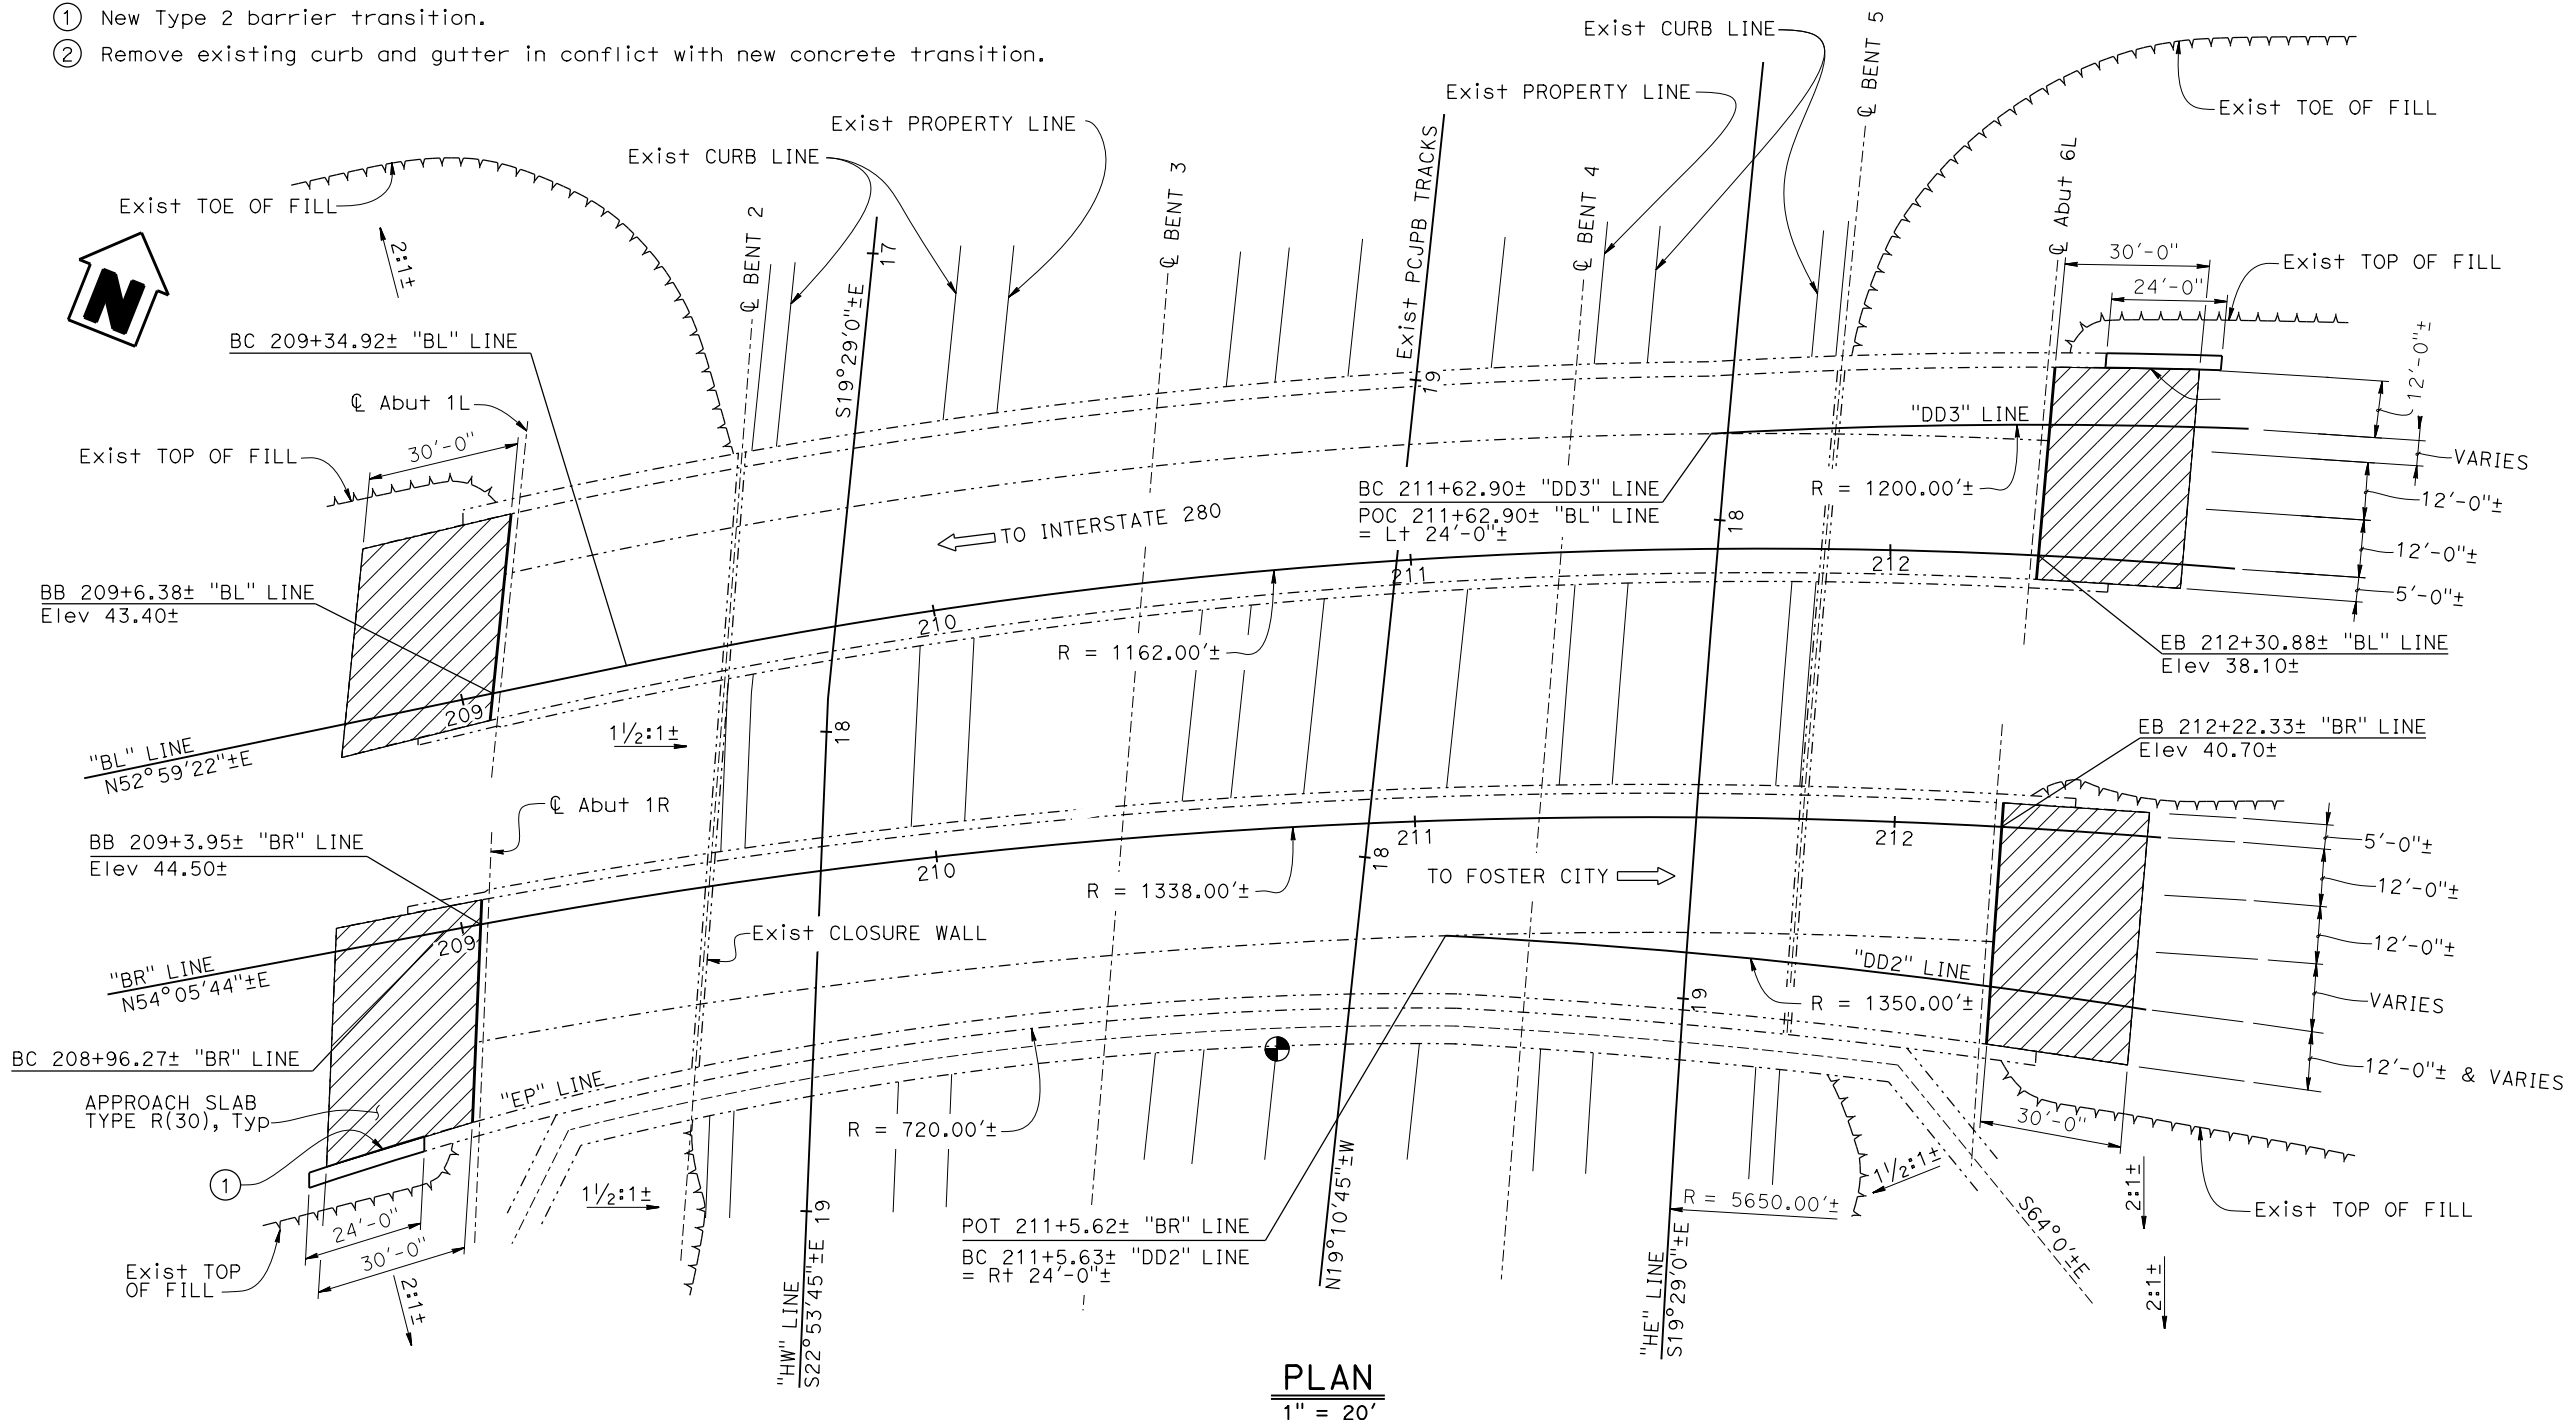 ① New Type 2 barrier transition.
② Remove existing curb and gutter in conflict with new concrete transition.
Exist CURB LINE
℄ BENT 5
Exist PROPERTY LINE
Exist TOE OF FILL
Exist PROPERTY LINE
Exist CURB LINE
Exist TOE OF FILL
2:1±
N
℄ BENT 2
17
S19°29'0"±E
℄ BENT 3
Exist PCJPB TRACKS
19
℄ BENT 4
℄ Abut 6L
30'-0"
24'-0"
Exist TOP OF FILL
12'-0"±
BC 209+34.92± "BL" LINE
℄ Abut 1L
Exist TOP OF FILL
30'-0"
"DD3" LINE
VARIES
BC 211+62.90± "DD3" LINE
POC 211+62.90± "BL" LINE
= Lt 24'-0"±
R = 1200.00'±
12'-0"±
18
TO INTERSTATE 280
12'-0"±
5'-0"±
BB 209+6.38± "BL" LINE
Elev 43.40±
209
210
211
212
R = 1162.00'±
EB 212+30.88± "BL" LINE
Elev 38.10±
18
1½:1±
"BL" LINE
N52°59'22"±E
EB 212+22.33± "BR" LINE
Elev 40.70±
℄ Abut 1R
BB 209+3.95± "BR" LINE
Elev 44.50±
209
210
211
212
18
5'-0"±
R = 1338.00'±
TO FOSTER CITY
12'-0"±
Exist CLOSURE WALL
12'-0"±
"BR" LINE
N54°05'44"±E
"DD2" LINE
19
R = 1350.00'±
VARIES
BC 208+96.27± "BR" LINE
12'-0"± & VARIES
APPROACH SLAB
TYPE R(30), Typ
"EP" LINE
R = 720.00'±
30'-0"
1
1½:1±
19
N19°10'45"±W
R = 5650.00'±
1½:1±
2:1±
Exist TOP OF FILL
24'-0"
30'-0"
POT 211+5.62± "BR" LINE
BC 211+5.63± "DD2" LINE
= Rt 24'-0"±
S64°0'±E
Exist TOP
OF FILL
2:1±
2:1±
"HW" LINE
S22°53'45"±E
"HE" LINE
S19°29'0"±E
PLAN
1" = 20'